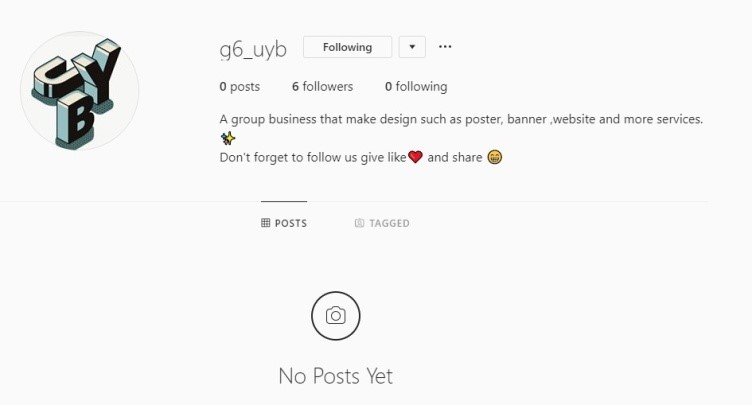 UYB
g6_uyb Following ▼ •••
0 posts 6 followers 0 following
A group business that make design such as poster, banner ,website and more services.
✨
Don't forget to follow us give like❤️ and share 😁
POSTS TAGGED
No Posts Yet